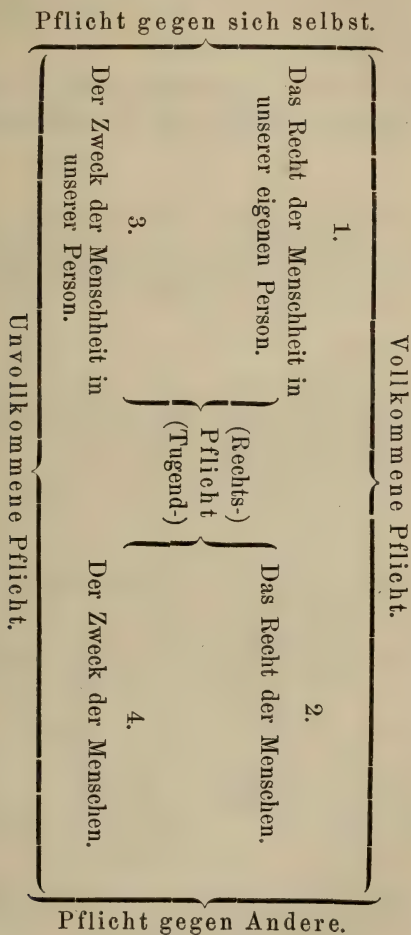 Pflicht gegen sich selbst.
Vollkommene Pflicht.
1.
Das Recht der Menschheit in
unserer eigenen Person.
3.
Der Zweck der Menschheit in
unserer Person.
(Rechts-)
Pflicht
(Tugend-)
2.
Das Recht der Menschen.
4.
Der Zweck der Menschen.
Unvollkommene Pflicht.
Pflicht gegen Andere.